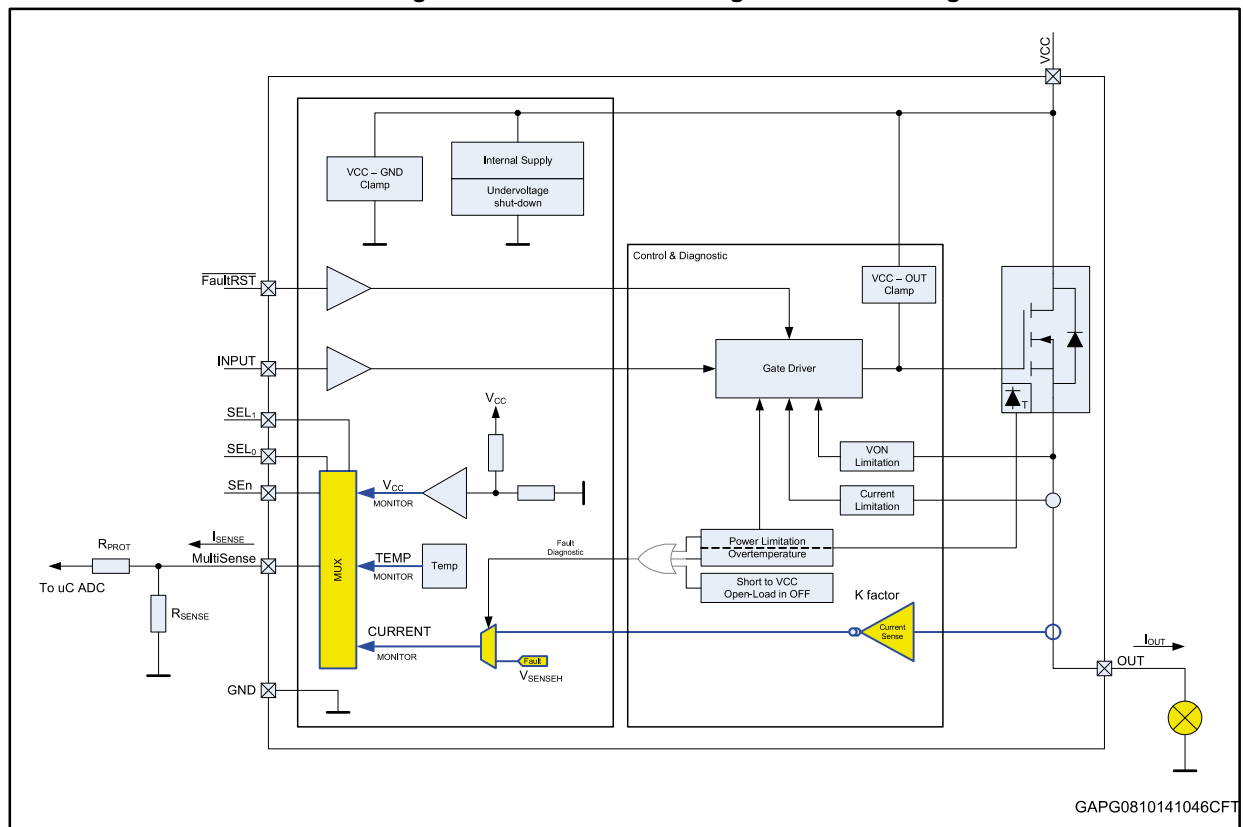 VCC
VCC – GND
Clamp
Internal Supply
Undervoltage
shut-down
Control & Diagnostic
FaultRST
VCC – OUT
Clamp
INPUT
Gate Driver
T
SEL1
VCC
SEL0
VON
Limitation
SEn
VCC
MONITOR
Current
Limitation
RPROT
ISENSE
MultiSense
To uC ADC
RSENSE
MUX
TEMP
MONITOR
Temp
Fault
Diagnostic
Power Limitation
Overtemperature
Short to VCC
Open-Load in OFF
K factor
Current
Sense
CURRENT
MONITOR
Fault
VSENSEH
IOUT
OUT
GND
GAPG0810141046CFT